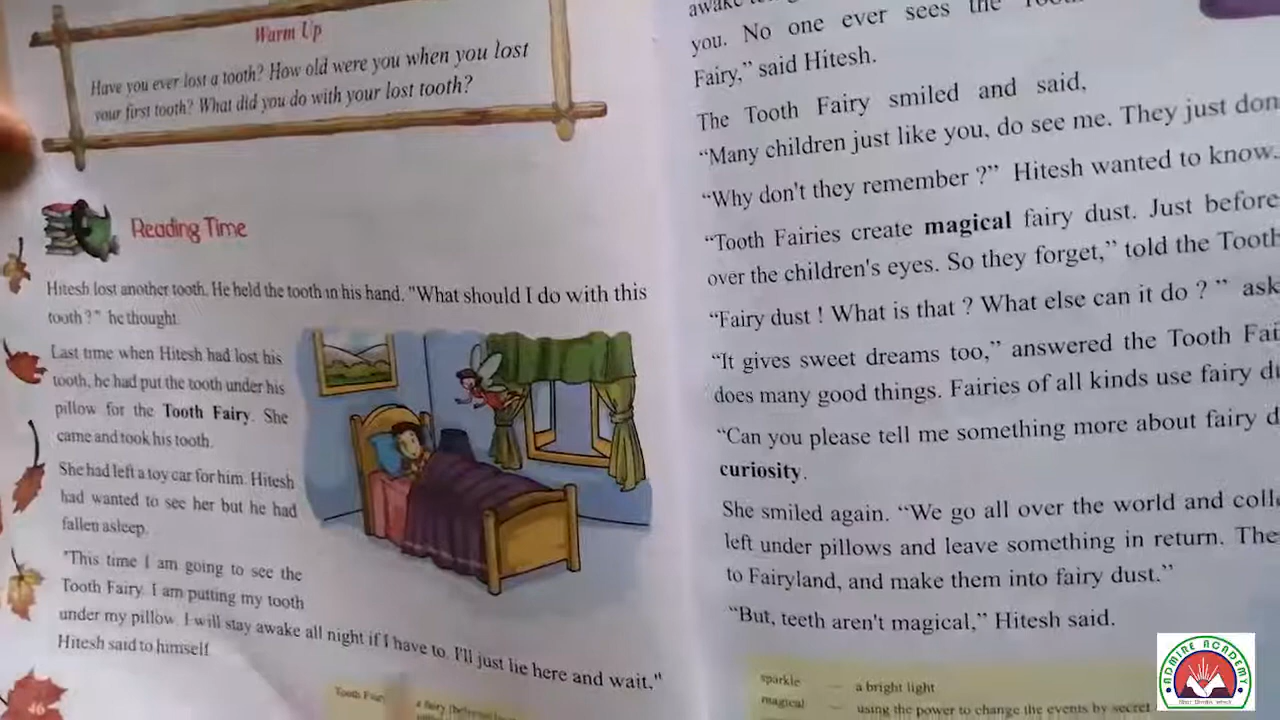 Warm Up
Have you ever lost a tooth? How old were you when you lost
your first tooth? What did you do with your lost tooth?
Reading Time
Hitesh lost another tooth. He held the tooth in his hand. "What should I do with this
tooth ?" he thought.
Last time when Hitesh had lost his
tooth, he had put the tooth under his
pillow for the Tooth Fairy. She
came and took his tooth.
She had left a toy car for him. Hitesh
had wanted to see her but he had
fallen asleep.
"This time I am going to see the
Tooth Fairy. I am putting my tooth
under my pillow. I will stay awake all night if I have to. I'll just lie here and wait,"
Hitesh said to himself
46
Tooth Fairy
a fairy
awake
you. No one ever sees the
Fairy,” said Hitesh.
The Tooth Fairy smiled and said,
“Many children just like you, do see me. They just don
“Why don't they remember ?” Hitesh wanted to know.
“Tooth Fairies create magical fairy dust. Just before
over the children's eyes. So they forget,” told the Tooth
“Fairy dust ! What is that ? What else can it do ? ” ask
“It gives sweet dreams too,” answered the Tooth Fai
does many good things. Fairies of all kinds use fairy du
“Can you please tell me something more about fairy d
curiosity.
She smiled again. “We go all over the world and coll
left under pillows and leave something in return. The
to Fairyland, and make them into fairy dust.”
“But, teeth aren't magical,” Hitesh said.
sparkle — a bright light
magical — using the power to change the events by secret
ADMIRE ACADEMY